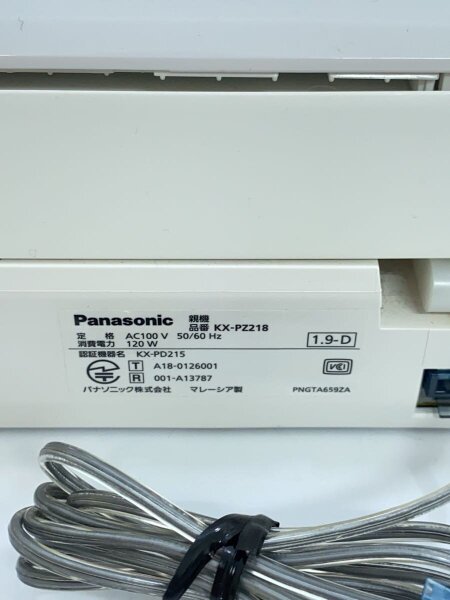 Panasonic 親機 品番 KX-PZ218
定 格 AC100 V 50/60 Hz
消費電力 120 W
1.9-D
認証機器名 KX-PD215
T A18-0126001
R 001-A13787
VCCI
パナソニック株式会社 マレーシア製 PNGTA659ZA